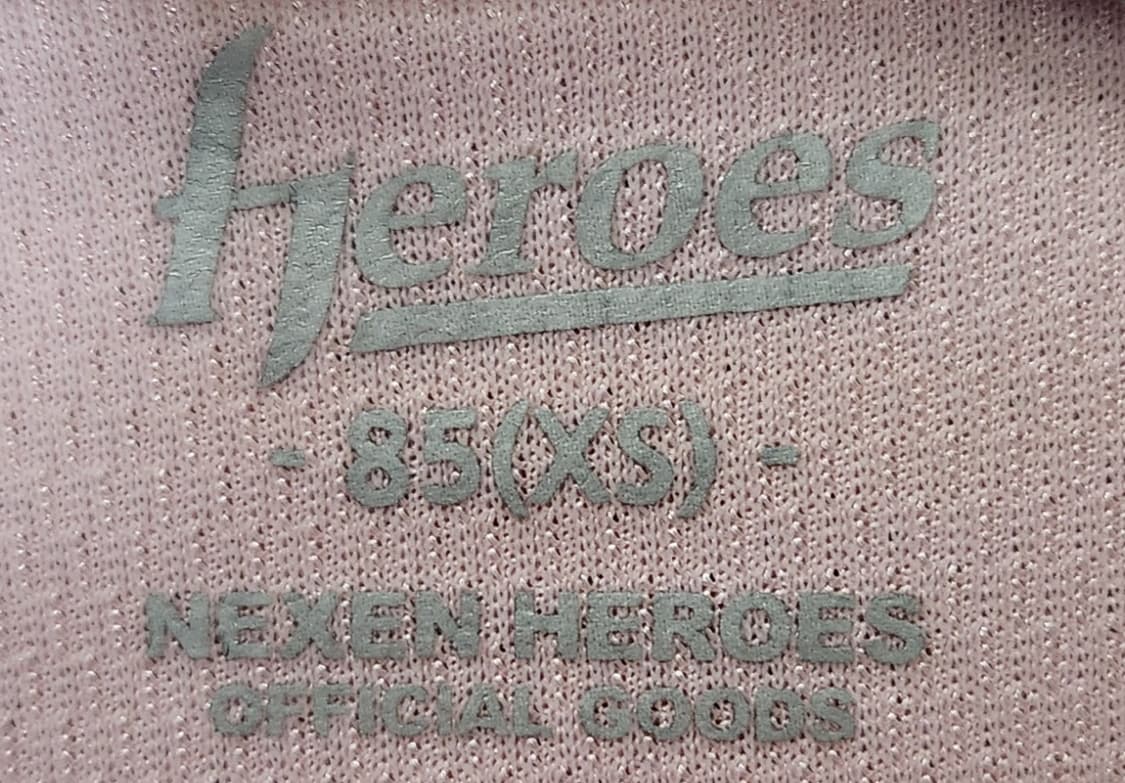 heroes
- 85(XS) -
NEXEN HEROES
OFFICIAL GOODS